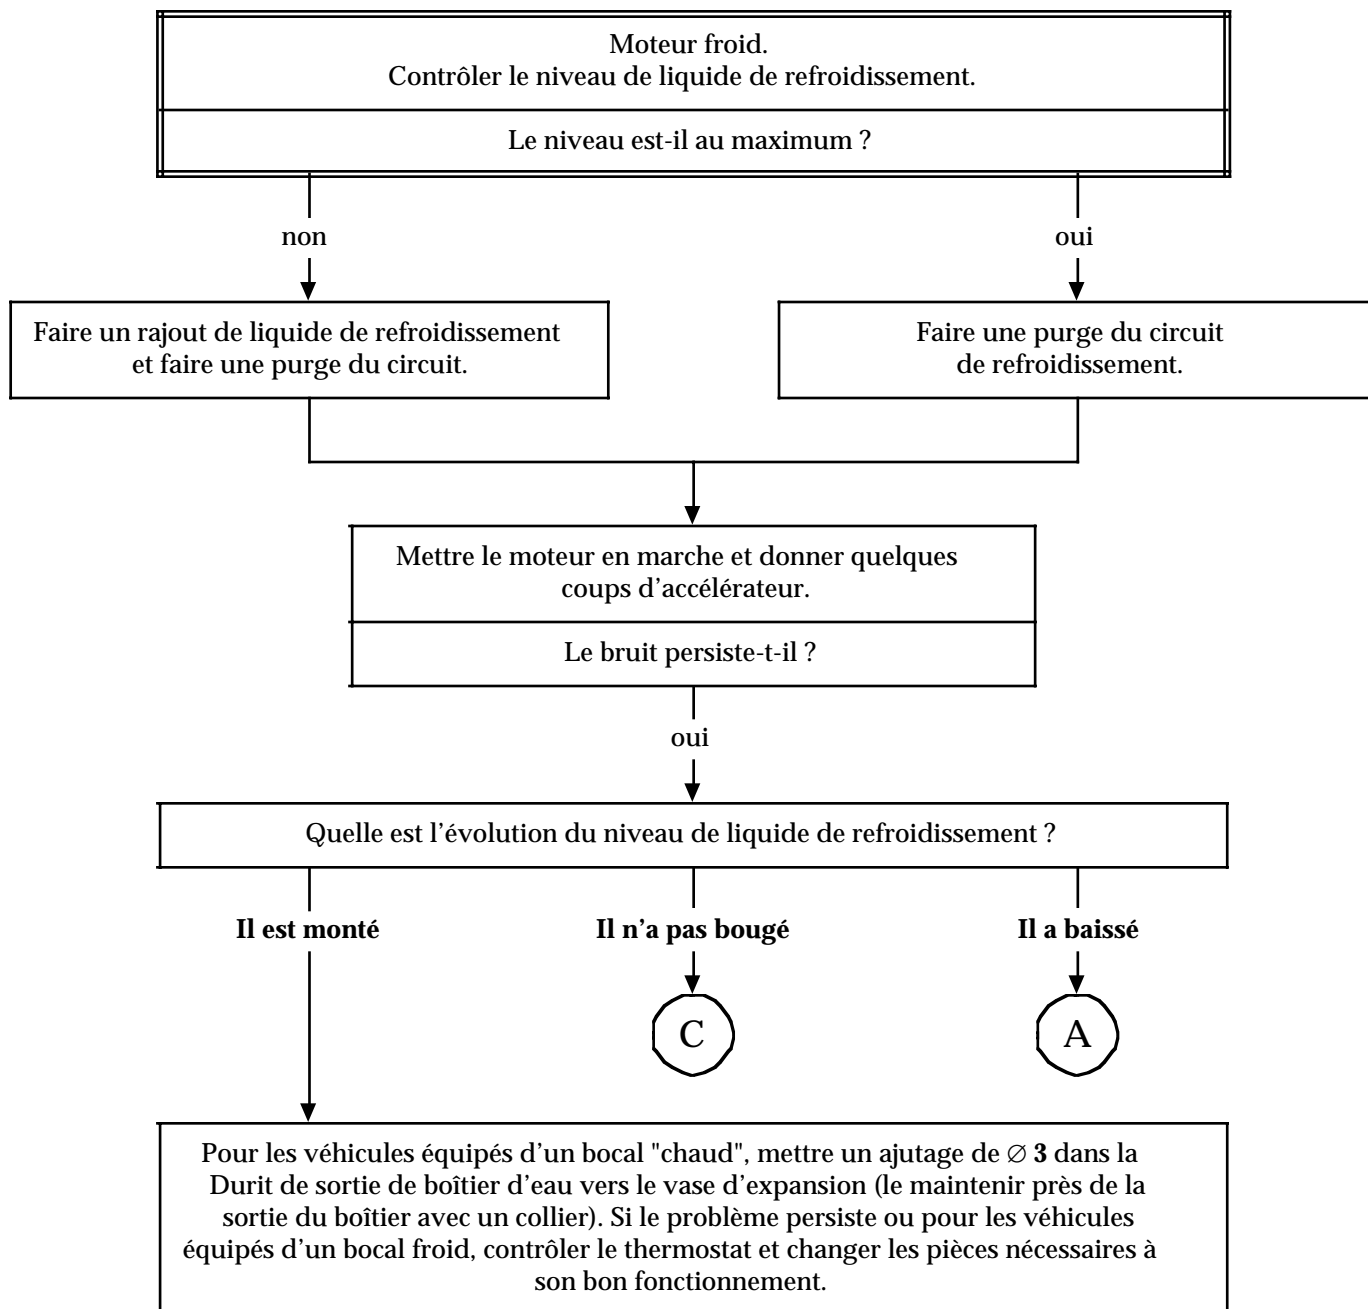 Moteur froid.
Contrôler le niveau de liquide de refroidissement.
Le niveau est-il au maximum ?
non
oui
Faire un rajout de liquide de refroidissement
et faire une purge du circuit.
Faire une purge du circuit
de refroidissement.
Mettre le moteur en marche et donner quelques
coups d’accélérateur.
Le bruit persiste-t-il ?
oui
Quelle est l’évolution du niveau de liquide de refroidissement ?
Il est monté
Il n’a pas bougé
Il a baissé
C
A
Pour les véhicules équipés d’un bocal "chaud", mettre un ajutage de ∅ 3 dans la
Durit de sortie de boîtier d’eau vers le vase d’expansion (le maintenir près de la
sortie du boîtier avec un collier). Si le problème persiste ou pour les véhicules
équipés d’un bocal froid, contrôler le thermostat et changer les pièces nécessaires à
son bon fonctionnement.